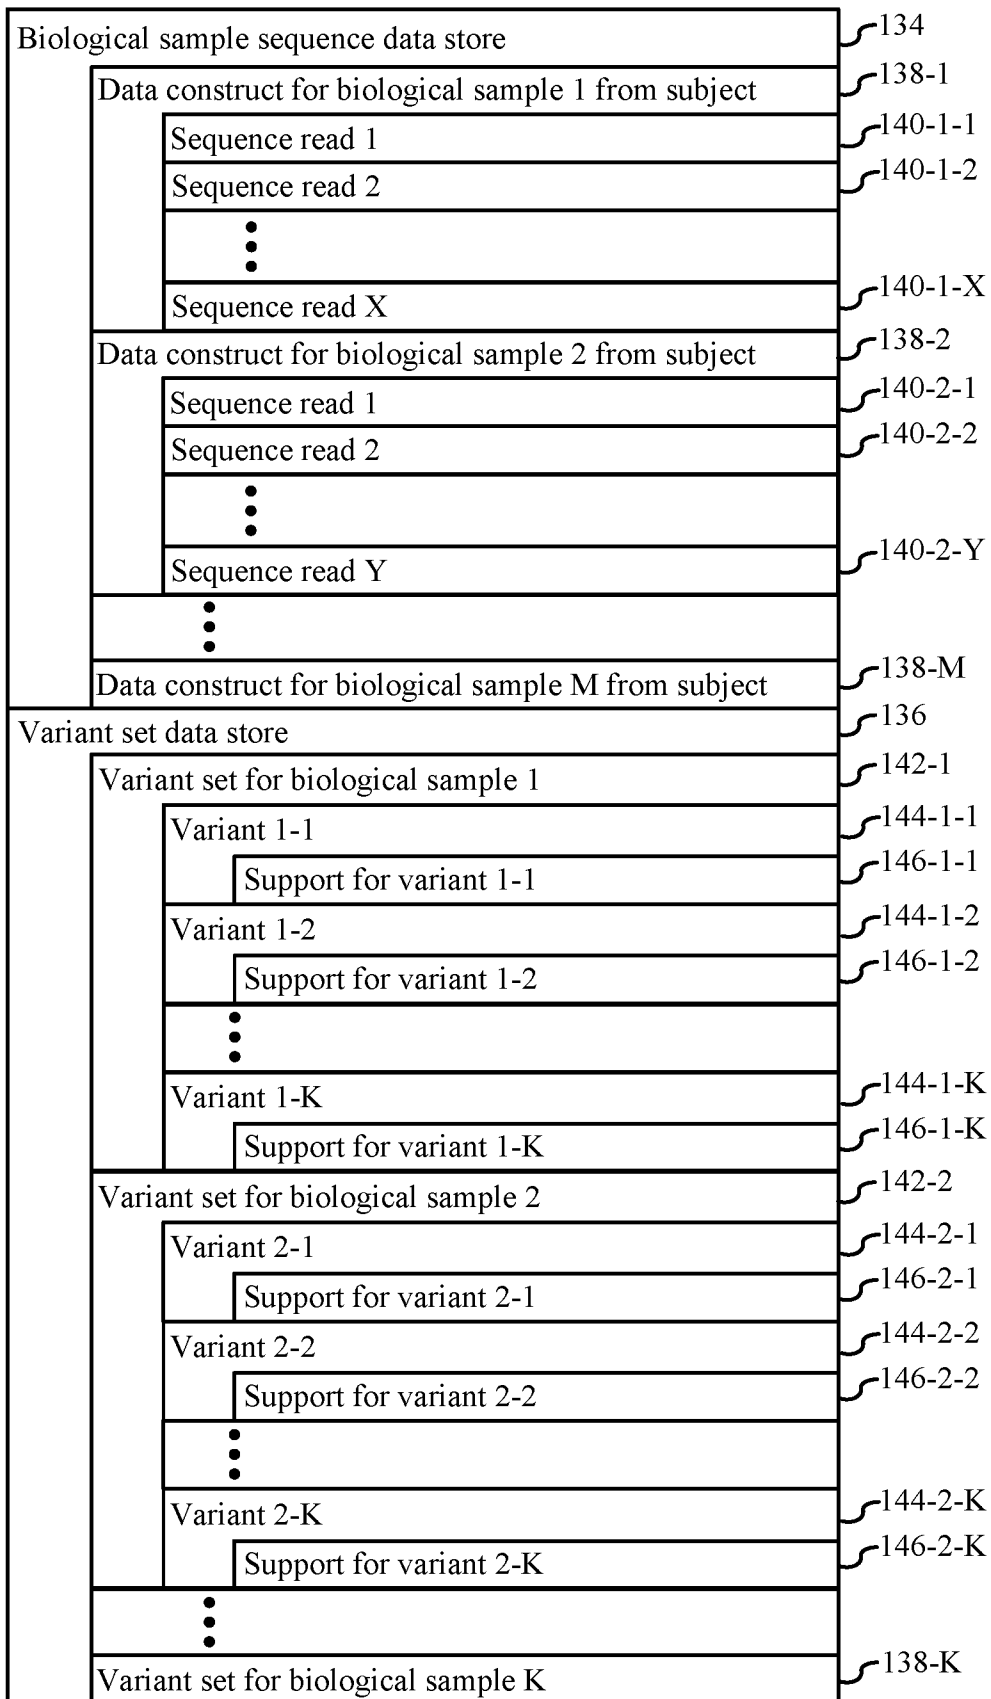 Biological sample sequence data store 134
Data construct for biological sample 1 from subject 138-1
Sequence read 1 140-1-1
Sequence read 2 140-1-2
Sequence read X 140-1-X
Data construct for biological sample 2 from subject 138-2
Sequence read 1 140-2-1
Sequence read 2 140-2-2
Sequence read Y 140-2-Y
Data construct for biological sample M from subject 138-M
Variant set data store 136
Variant set for biological sample 1 142-1
Variant 1-1 144-1-1
Support for variant 1-1 146-1-1
Variant 1-2 144-1-2
Support for variant 1-2 146-1-2
Variant 1-K 144-1-K
Support for variant 1-K 146-1-K
Variant set for biological sample 2 142-2
Variant 2-1 144-2-1
Support for variant 2-1 146-2-1
Variant 2-2 144-2-2
Support for variant 2-2 146-2-2
Variant 2-K 144-2-K
Support for variant 2-K 146-2-K
Variant set for biological sample K 138-K